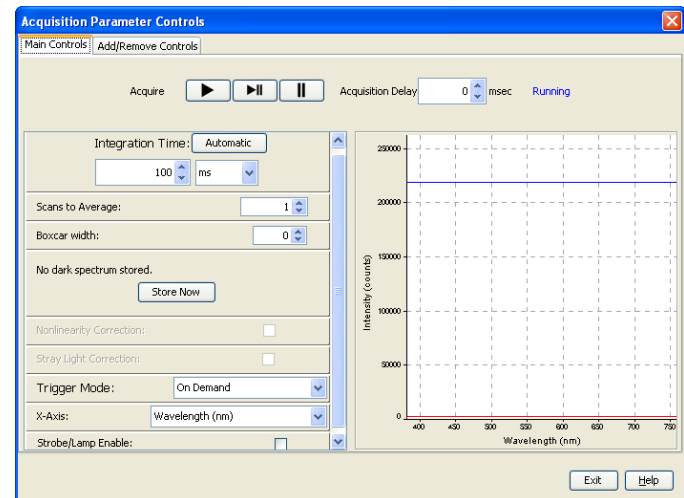 Acquisition Parameter Controls
Main Controls Add/Remove Controls
Acquire Acquisition Delay 0 msec Running
Integration Time: Automatic
100 ms
Scans to Average: 1
Boxcar width: 0
No dark spectrum stored.
Store Now
Nonlinearity Correction:
Stray Light Correction:
Trigger Mode: On Demand
X-Axis: Wavelength (nm)
Strobe/Lamp Enable:
Intensity (counts)
250000
200000
150000
100000
50000
0
400 450 500 550 600 650 700 750
Wavelength (nm)
Exit Help